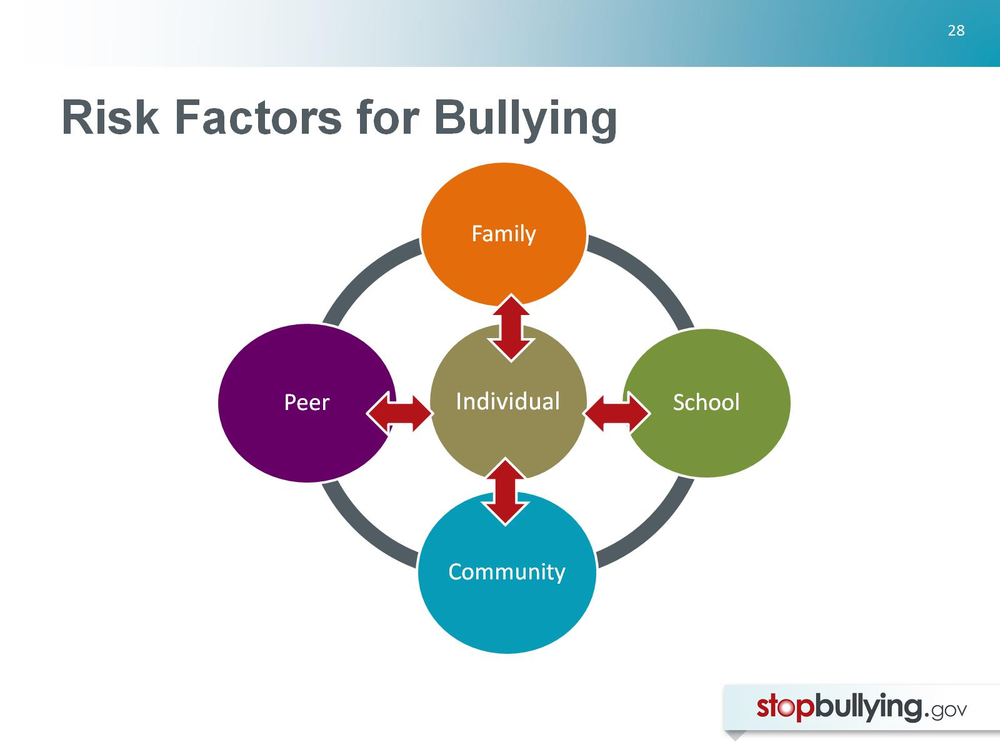 28
Risk Factors for Bullying
Family
Peer
Individual
School
Community
stopbullying.gov